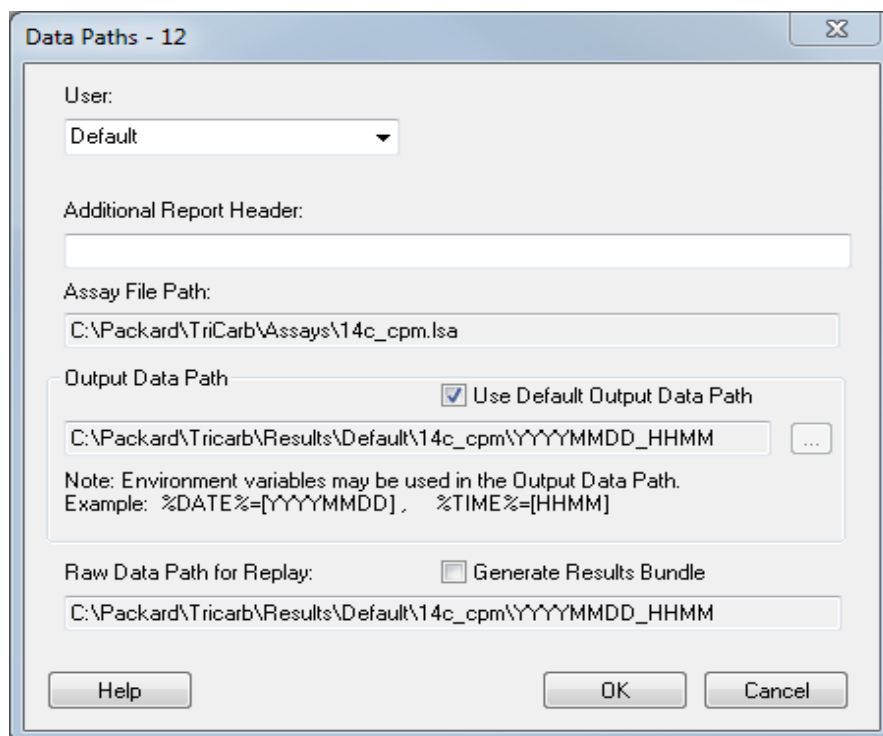 Data Paths - 12
User:
Default
Additional Report Header:
Assay File Path:
C:\Packard\TriCarb\Assays\14c_cpm.lsa
Output Data Path
Use Default Output Data Path
C:\Packard\Tricarb\Results\Default\14c_cpm\YYYYMMDD_HHMM
...
Note: Environment variables may be used in the Output Data Path.
Example: %DATE%=[YYYYMMDD] , %TIME%=[HHMM]
Raw Data Path for Replay:
Generate Results Bundle
C:\Packard\Tricarb\Results\Default\14c_cpm\YYYYMMDD_HHMM
Help
OK
Cancel